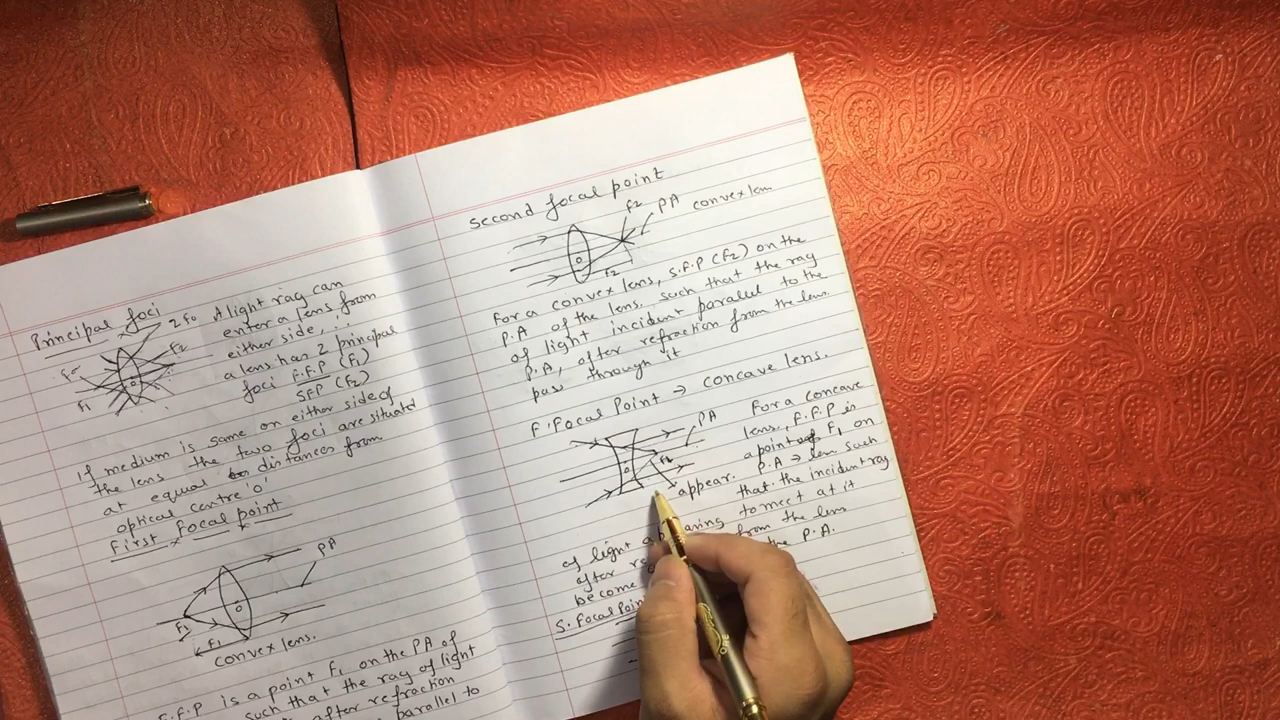 Principal foci
2F0
A light ray can
enter a lens from
either side, ..
a lens has 2 principal
foci F.F.P (F1)
SFP (F2)
F2
F1
O
If medium is same on either side of
the lens the two foci are situated
at equal distances from
optical centre 'O'
First focal point
PA
O
F1
F1
convex lens.
F.F.P is a point F1 on the PA of
such that the ray of light
after refraction
parallel to
Second focal point
F2
PA convex len
O
F2
For a convex lens, S.F.P (F2) on the
P.A of the lens. such that the ray
of light incident parallel to the
P.A, after refraction from the lens.
pass through it
F. Focal Point → concave lens.
PA
O
For a concave
lens, F.F.P is
a point F1 on
P.A → lens such
appear.
that the incident ray
of light appearing to meet at it
after from the lens
become the P.A.
S. Focal Poin